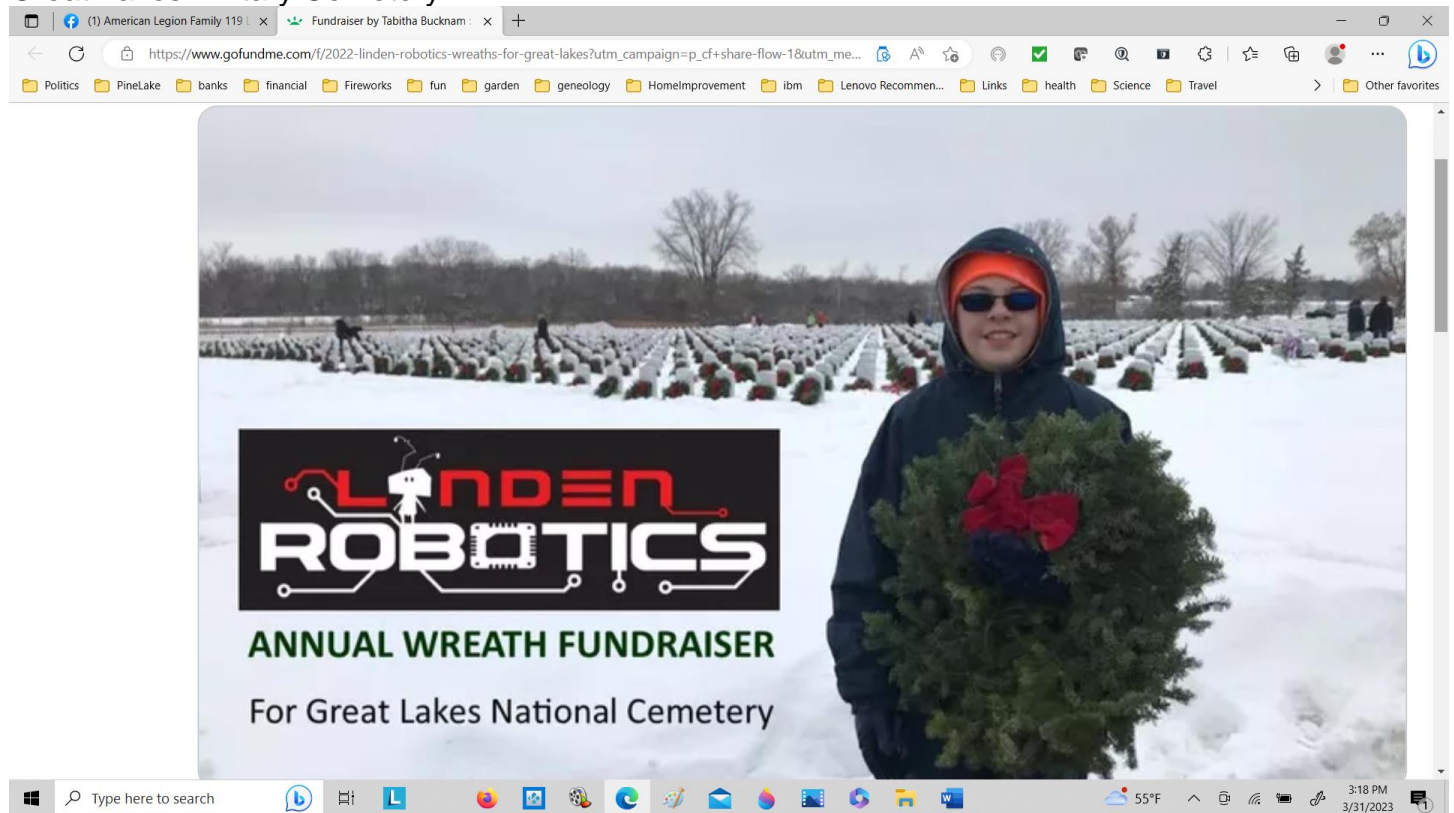 (1) American Legion Family 119 L
Fundraiser by Tabitha Bucknam :
https://www.gofundme.com/f/2022-linden-robotics-wreaths-for-great-lakes?utm_campaign=p_cf+share-flow-1&utm_me...
Politics PineLake banks financial Fireworks fun garden geneology HomeImprovement ibm Lenovo Recommen... Links health Science Travel Other favorites
LINDEN
ROBOTICS
ANNUAL WREATH FUNDRAISER
For Great Lakes National Cemetery
Type here to search
55°F
3:18 PM
3/31/2023